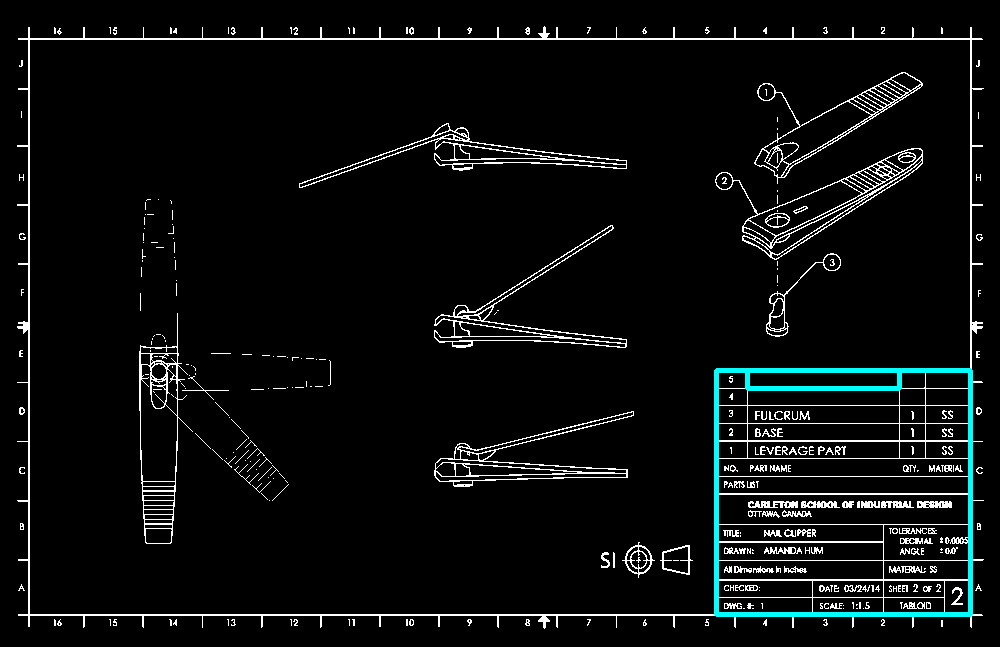 16 15 14 13 12 11 10 9 8 7 6 5 4 3 2 1
J J
I I
H H
G G
F F
E E
D D
C C
B B
A A
1
2
3
5
4
3 FULCRUM 1 SS
2 BASE 1 SS
1 LEVERAGE PART 1 SS
NO. PART NAME QTY. MATERIAL
PARTS LIST
CARLETON SCHOOL OF INDUSTRIAL DESIGN
OTTAWA, CANADA
TITLE: NAIL CLIPPER
TOLERANCES:
DECIMAL ±0.0005
ANGLE ±0.0°
DRAWN: AMANDA HUM
All Dimensions in Inches
MATERIAL: SS
CHECKED: DATE: 03/24/14 SHEET 2 OF 2
DWG. #: 1 SCALE: 1:1.5 TABLOID 2
SI
16 15 14 13 12 11 10 9 8 7 6 5 4 3 2 1